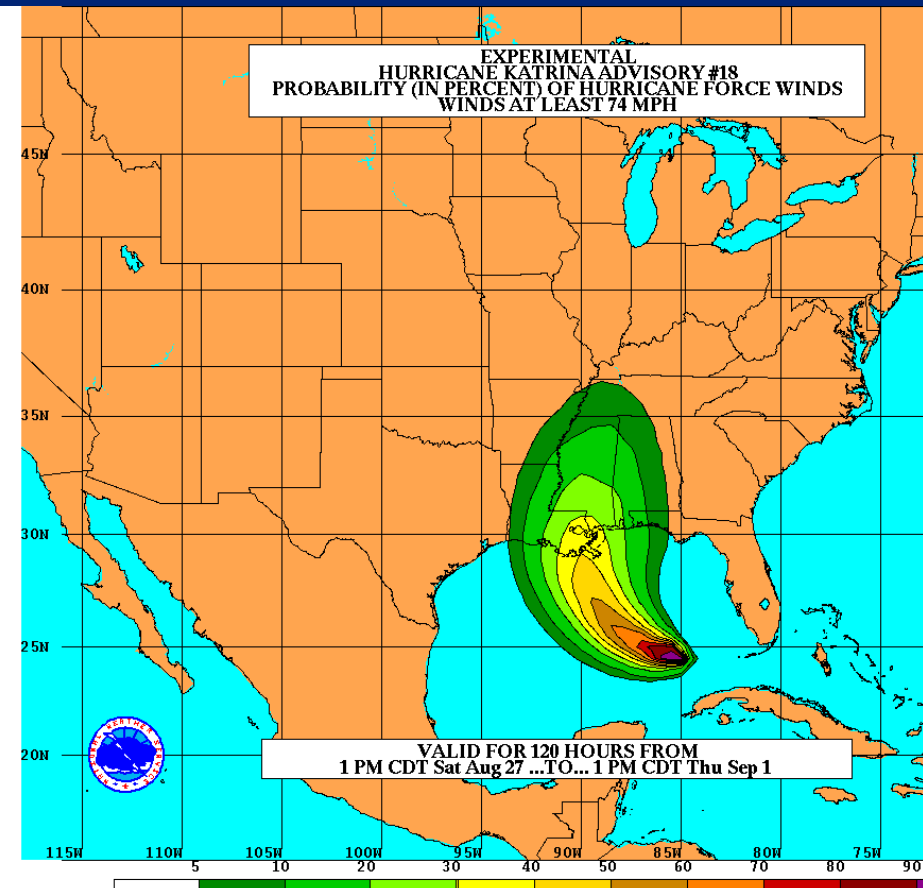 EXPERIMENTAL
HURRICANE KATRINA ADVISORY #18
PROBABILITY (IN PERCENT) OF HURRICANE FORCE WINDS
WINDS AT LEAST 74 MPH
45N
40N
35N
30N
25N
20N
VALID FOR 120 HOURS FROM
1 PM CDT Sat Aug 27 ...TO... 1 PM CDT Thu Sep 1
115W 110W 105W 100W 95W 90W 85W 80W 75W
5 10 20 30 40 50 60 70 80 90